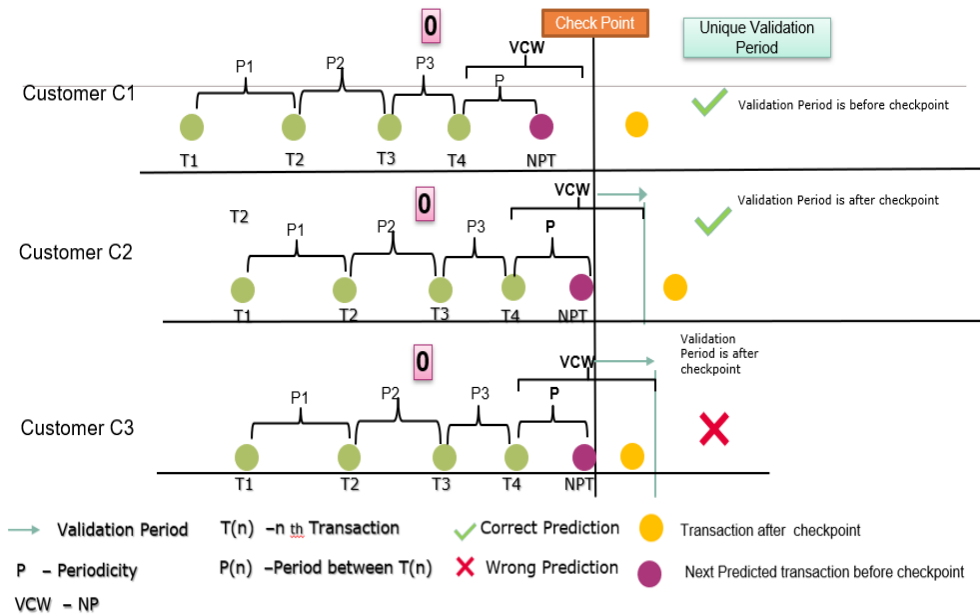 0
Check Point
Unique Validation
Period
VCW
P1
P2
P3
P
Customer C1
Validation Period is before checkpoint
T1
T2
T3
T4
NPT
0
VCW
Validation Period is after checkpoint
T2
P1
P2
P3
P
Customer C2
T1
T2
T3
T4
NPT
Validation
Period is after
checkpoint
0
VCW
P1
P2
P3
P
Customer C3
T1
T2
T3
T4
NPT
Validation Period
T(n) –n th Transaction
Correct Prediction
Transaction after checkpoint
P – Periodicity
P(n) –Period between T(n)
Wrong Prediction
Next Predicted transaction before checkpoint
VCW – NP